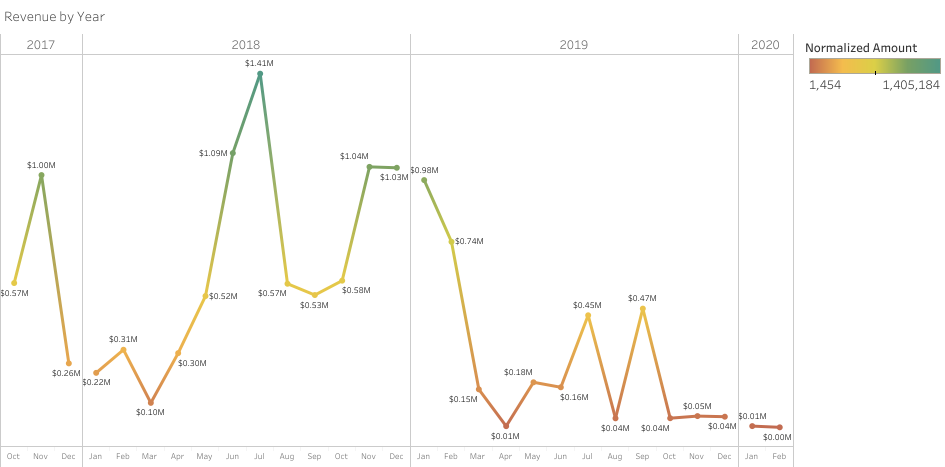 Revenue by Year
2017 2018 2019 2020
Normalized Amount
1,454 1,405,184
$0.57M
$1.00M
$0.26M
$0.22M
$0.31M
$0.10M
$0.30M
$0.52M
$1.09M
$1.41M
$0.57M
$0.53M
$0.58M
$1.04M
$1.03M
$0.98M
$0.74M
$0.15M
$0.01M
$0.18M
$0.16M
$0.45M
$0.04M
$0.47M
$0.04M
$0.05M
$0.04M
$0.01M
$0.00M
Oct Nov Dec Jan Feb Mar Apr May Jun Jul Aug Sep Oct Nov Dec Jan Feb Mar Apr May Jun Jul Aug Sep Oct Nov Dec Jan Feb